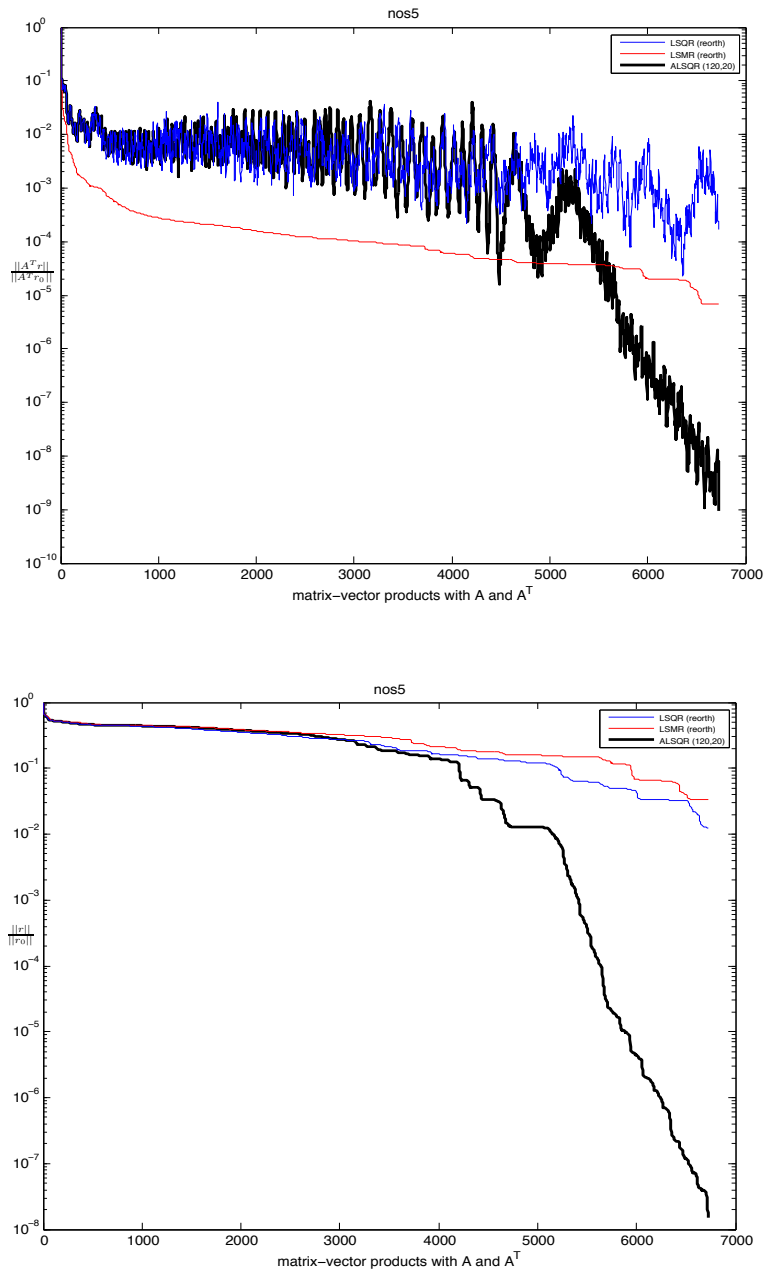 nos5
LSQR (reorth)
LSMR (reorth)
ALSQR (120,20)
10^0
10^−1
10^−2
10^−3
10^−4
||A^T r||
||A^T r_0||
10^−5
10^−6
10^−7
10^−8
10^−9
10^−10
0 1000 2000 3000 4000 5000 6000 7000
matrix−vector products with A and A^T
nos5
LSQR (reorth)
LSMR (reorth)
ALSQR (120,20)
10^0
10^−1
10^−2
10^−3
||r||
||r_0||
10^−4
10^−5
10^−6
10^−7
10^−8
0 1000 2000 3000 4000 5000 6000 7000
matrix−vector products with A and A^T